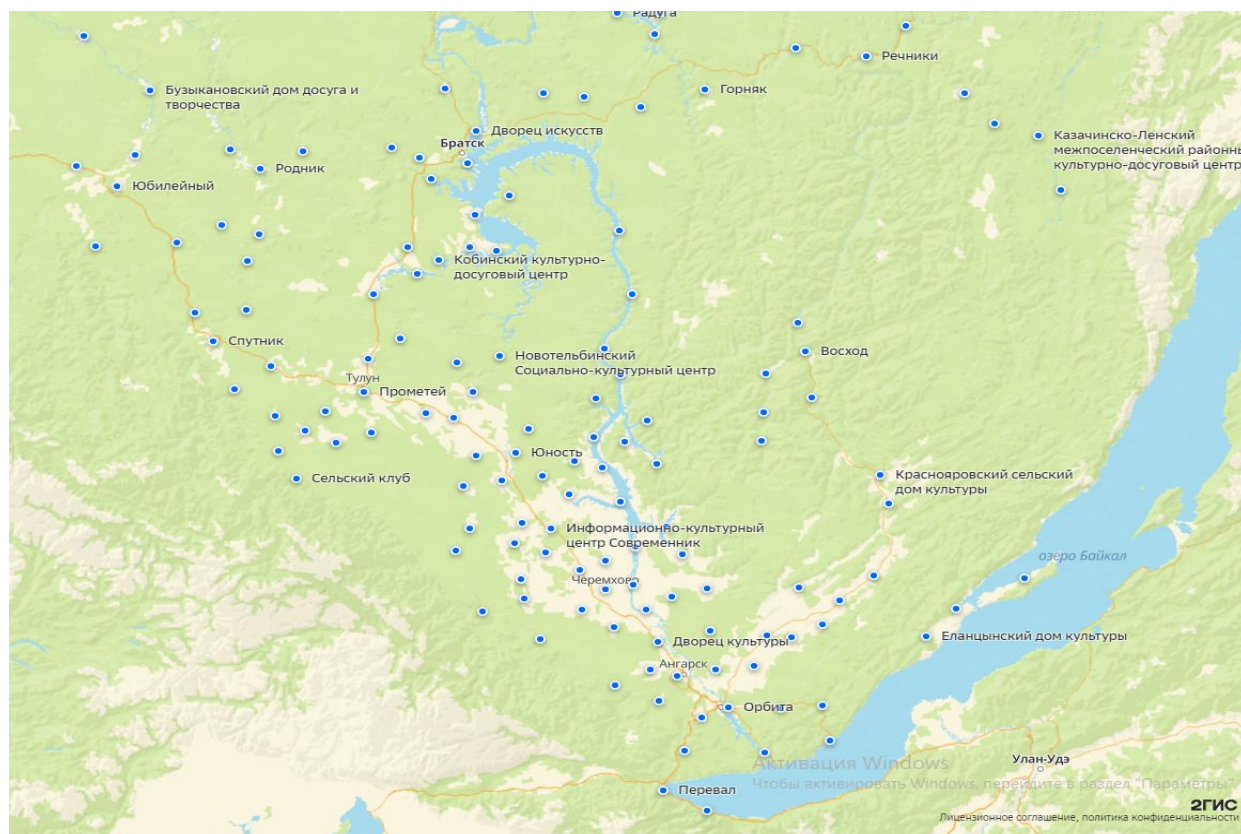 Радуга
Речники
Бузыкановский дом досуга и
творчества
Горняк
Дворец искусств
Братск
Казачинско-Ленский
межпоселенческий районны
культурно-досуговый центр
Родник
Юбилейный
Кобинский культурно-
досуговый центр
Спутник
Новотельбинский
Социально-культурный центр
Восход
Тулун
Прометей
Юность
Сельский клуб
Краснояровский сельский
дом культуры
Информационно-культурный
центр Современник
озеро Байкал
Черемхово
Дворец культуры
Еланцынский дом культуры
Ангарск
Орбита
Улан-Удэ
Активация Windows
Чтобы активировать Windows, перейдите в раздел "Параметры".
Перевал
2ГИС
Лицензионное соглашение, политика конфиденциальности